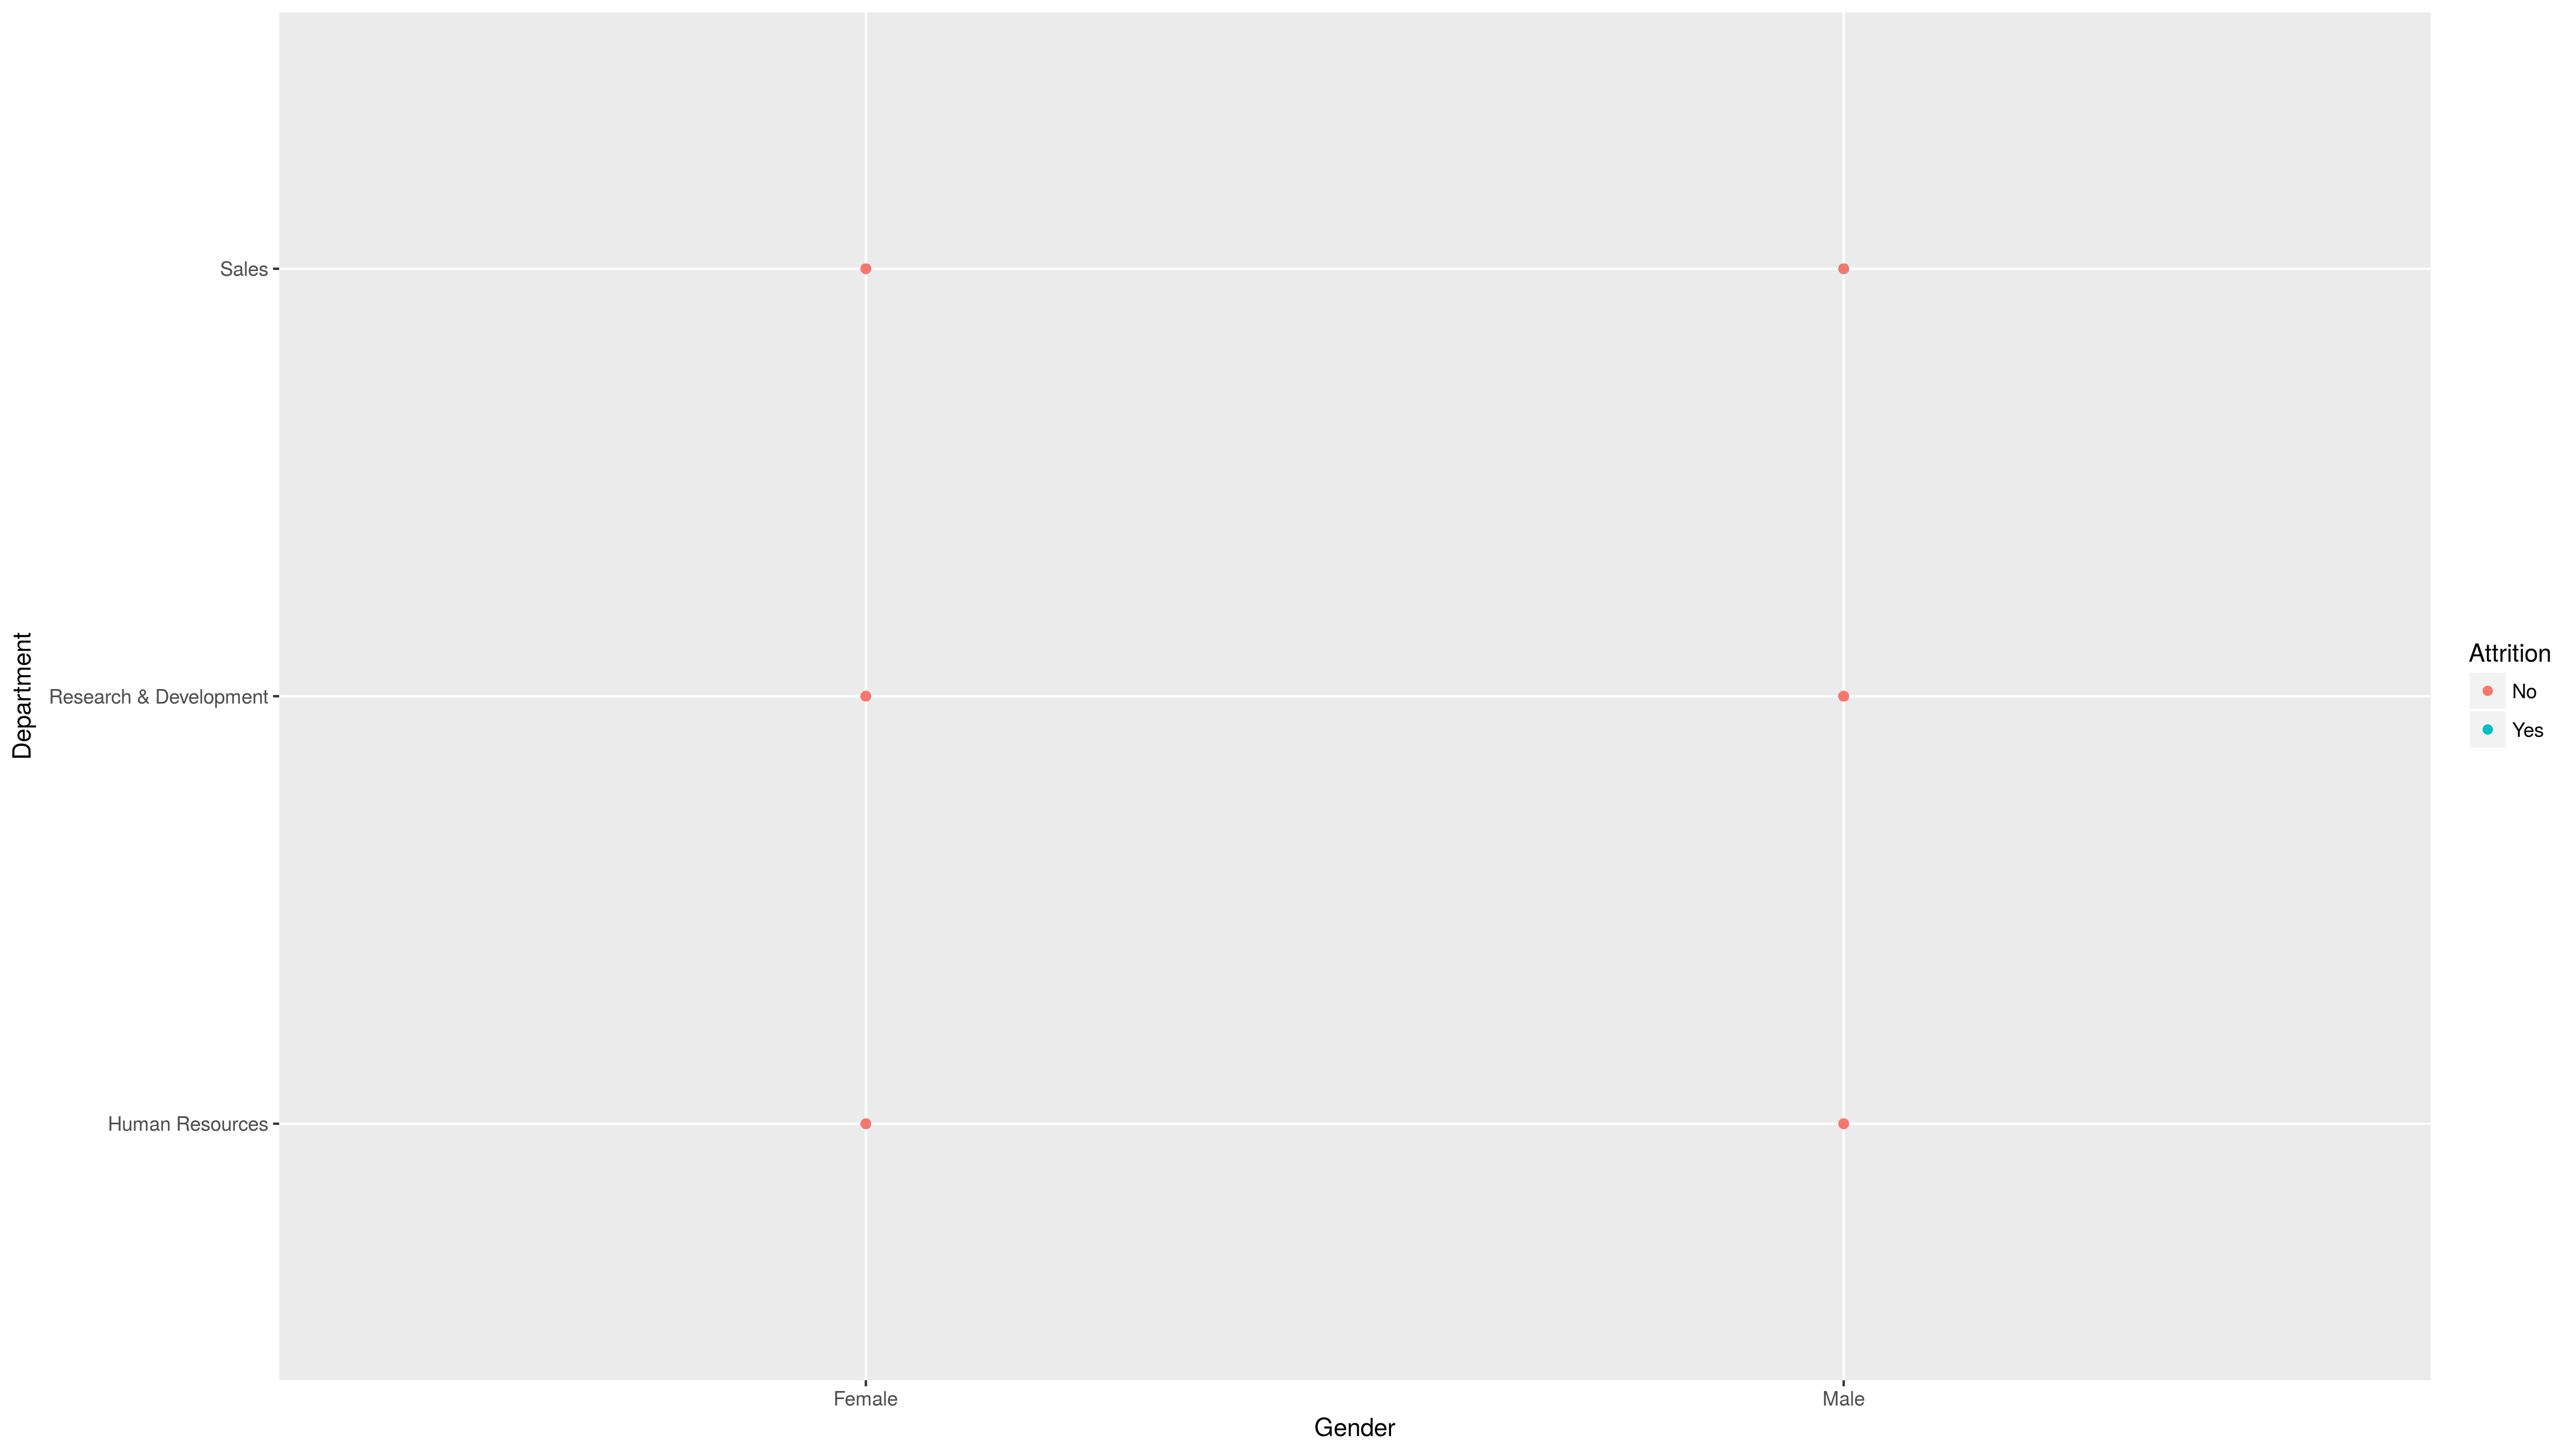 Sales
Research & Development
Human Resources
Department
Female
Male
Gender
Attrition
No
Yes